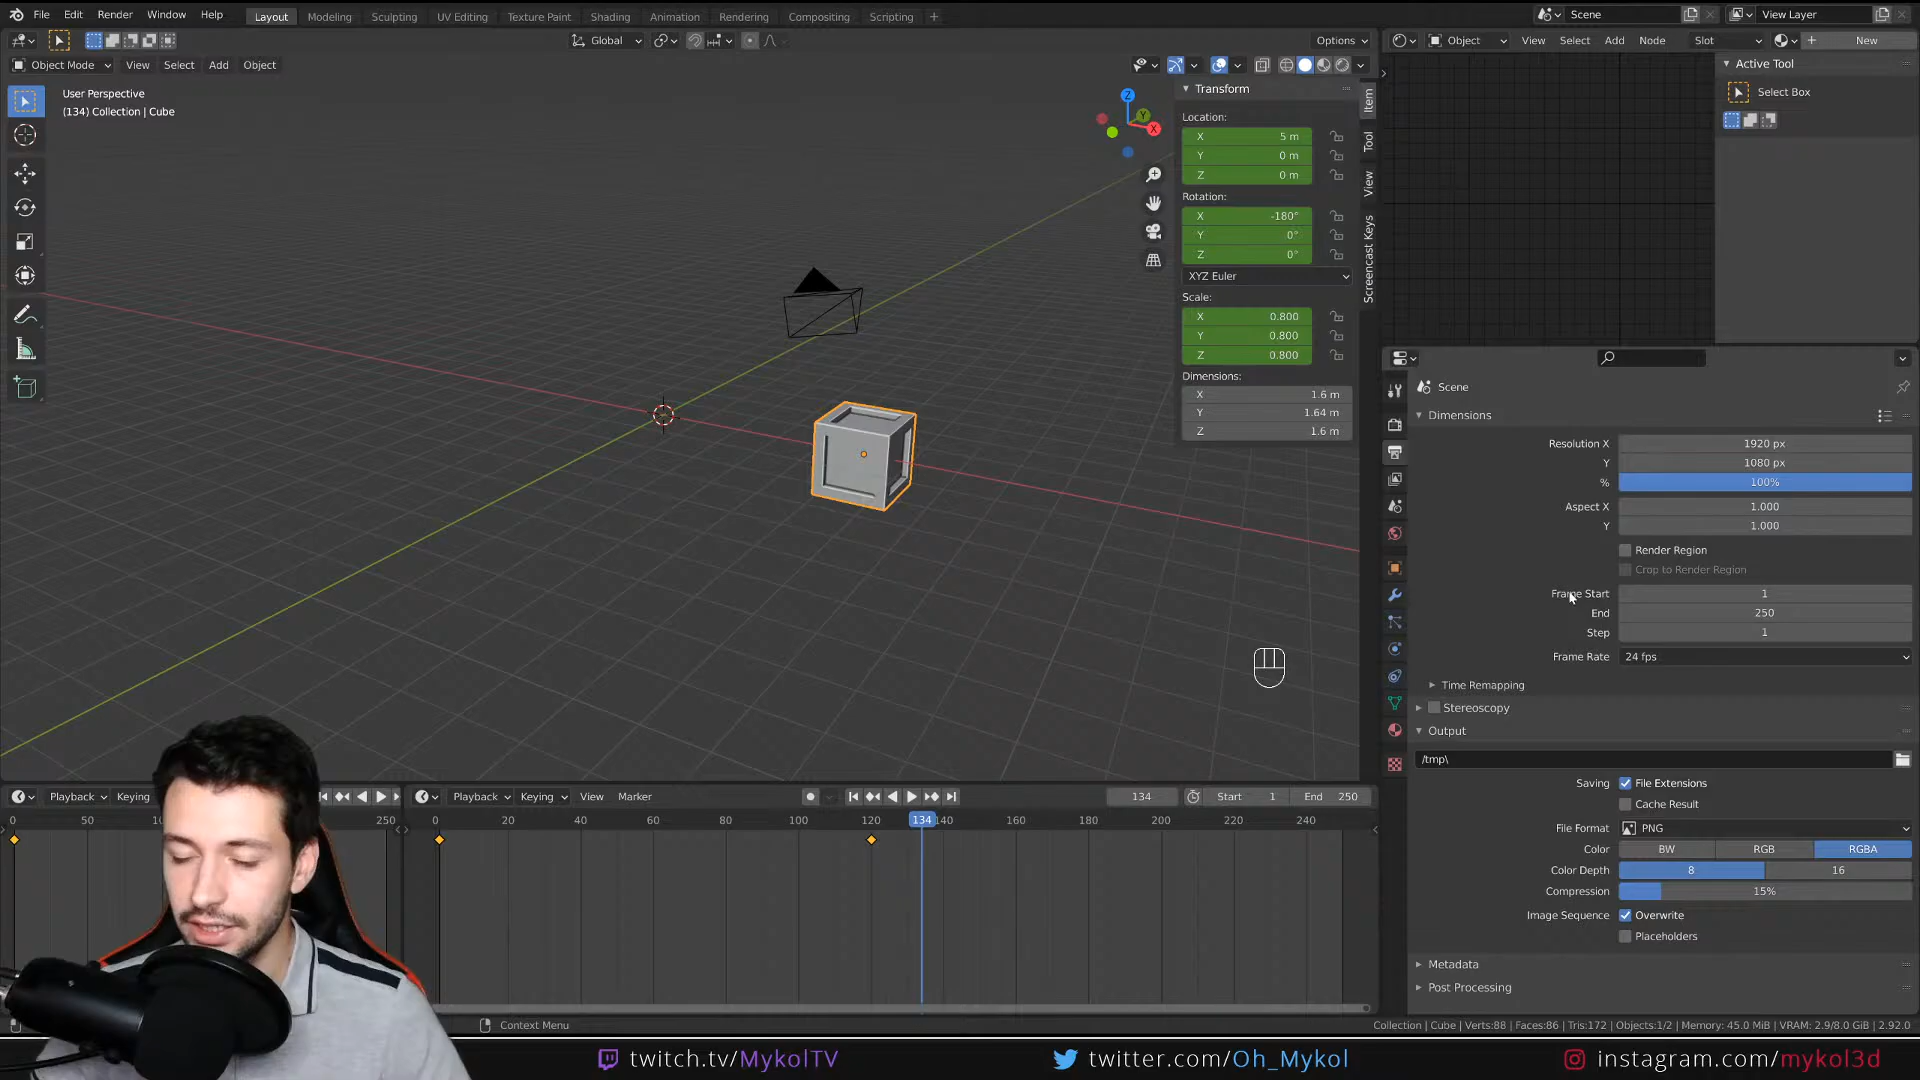 File Edit Render Window Help Layout Modeling Sculpting UV Editing Texture Paint Shading Animation Rendering Compositing Scripting + Scene View Layer
Global Options Object View Select Add Node Slot New
Object Mode View Select Add Object
User Perspective
(134) Collection | Cube
Z
Y
X
Transform
Location:
X 5 m
Y 0 m
Z 0 m
Rotation:
X -180°
Y 0°
Z 0°
XYZ Euler
Scale:
X 0.800
Y 0.800
Z 0.800
Dimensions:
X 1.6 m
Y 1.64 m
Z 1.6 m
Item
Tool
View
Screencast Keys
Active Tool
Select Box
Scene
Dimensions
Resolution X 1920 px
Y 1080 px
% 100%
Aspect X 1.000
Y 1.000
Render Region
Crop to Render Region
Frame Start 1
End 250
Step 1
Frame Rate 24 fps
Time Remapping
Stereoscopy
Output
/tmp\
Saving File Extensions
Cache Result
File Format PNG
Color BW RGB RGBA
Color Depth 8 16
Compression 15%
Image Sequence Overwrite
Placeholders
Metadata
Post Processing
Playback Keying Playback Keying View Marker 134 Start 1 End 250
0 50 250 0 20 40 60 80 100 120 134 140 160 180 200 220 240
Context Menu
Collection | Cube | Verts:88 | Faces:86 | Tris:172 | Objects:1/2 | Memory: 45.0 MiB | VRAM: 2.9/8.0 GiB | 2.92.0
twitch.tv/MykolTV twitter.com/Oh_Mykol instagram.com/mykol3d